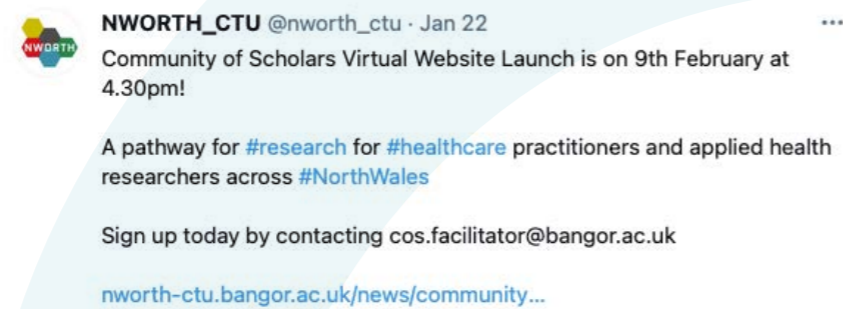 NWORTH
NWORTH_CTU @nworth_ctu · Jan 22
Community of Scholars Virtual Website Launch is on 9th February at
4.30pm!
A pathway for #research for #healthcare practitioners and applied health
researchers across #NorthWales
Sign up today by contacting cos.facilitator@bangor.ac.uk
nworth-ctu.bangor.ac.uk/news/community...